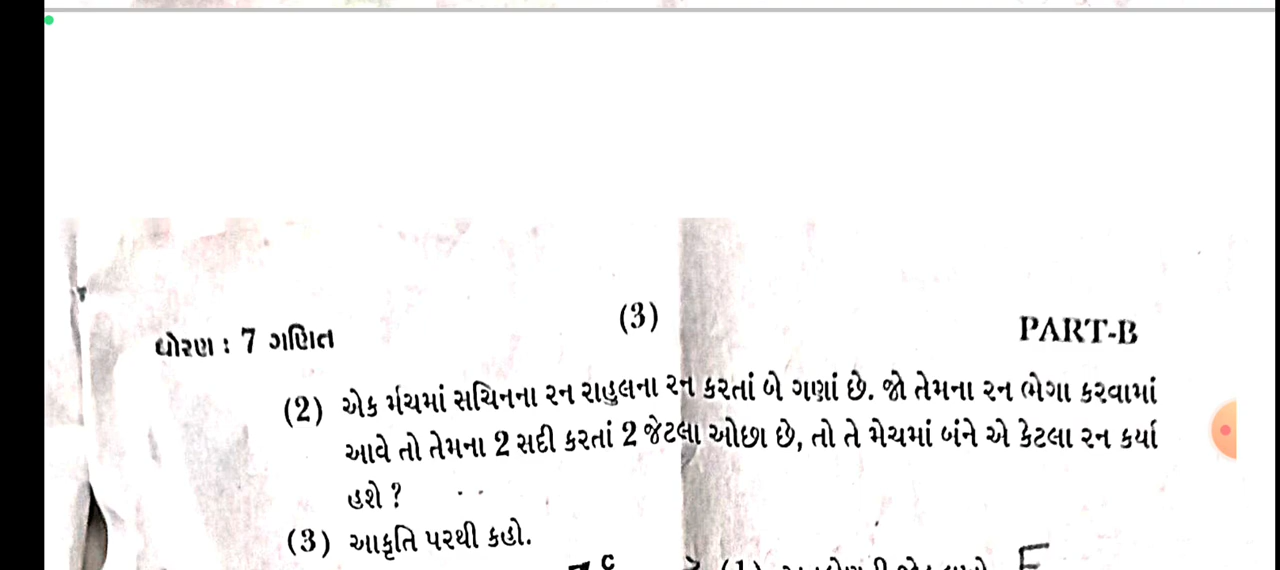 (3)
ધોરણ : 7 ગણિત
PART-B
(2) એક મૅચમાં સચિનના રન રાહુલના રન કરતાં બે ગણાં છે. જો તેમના રન ભેગા કરવામાં
આવે તો તેમના 2 સદી કરતાં 2 જેટલા ઓછા છે, તો તે મેચમાં બંને એ કેટલા રન કર્યા
હશે ?
(3) આકૃતિ પરથી કહો.
C
(1)